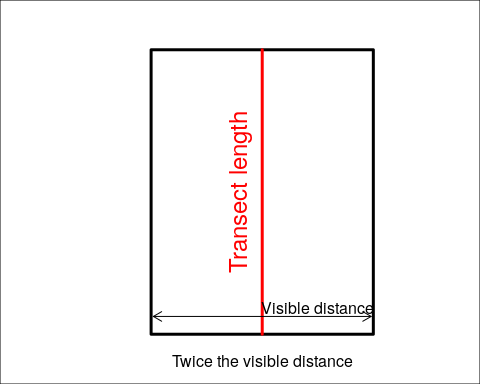 Transect length
Visible distance
Twice the visible distance